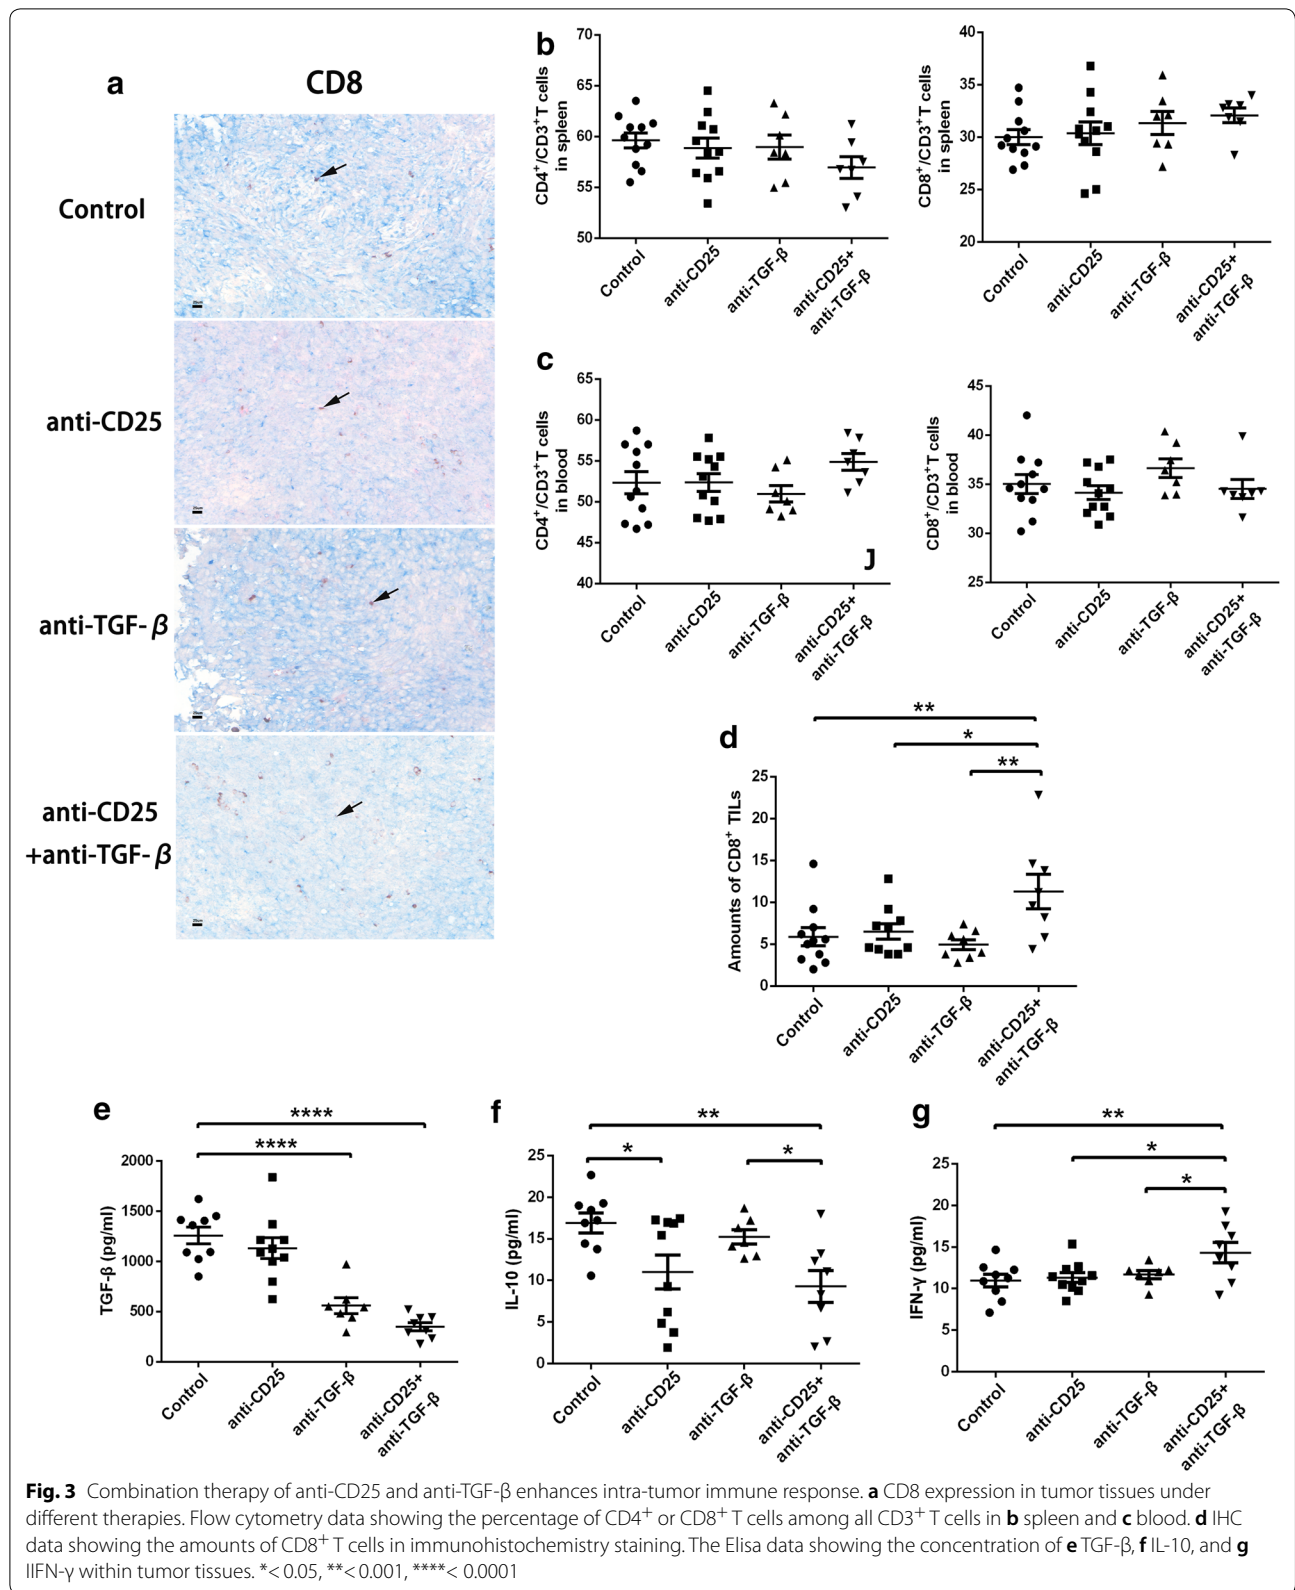 a
CD8
Control
anti-CD25
anti-TGF-β
anti-CD25
+anti-TGF-β
b
CD4+/CD3+T cells
in spleen
70
65
60
55
50
Control
anti-CD25
anti-TGF-β
anti-CD25+
anti-TGF-β
CD8+/CD3+T cells
in spleen
40
35
30
25
20
Control
anti-CD25
anti-TGF-β
anti-CD25+
anti-TGF-β
c
CD4+/CD3+T cells
in blood
65
60
55
50
45
40
J
Control
anti-CD25
anti-TGF-β
anti-CD25+
anti-TGF-β
CD8+/CD3+T cells
in blood
45
40
35
30
25
Control
anti-CD25
anti-TGF-β
anti-CD25+
anti-TGF-β
d
**
*
**
Amounts of CD8+ TILs
25
20
15
10
5
0
Control
anti-CD25
anti-TGF-β
anti-CD25+
anti-TGF-β
e
****
****
TGF-β (pg/ml)
2000
1500
1000
500
0
Control
anti-CD25
anti-TGF-β
anti-CD25+
anti-TGF-β
f
**
*
*
IL-10 (pg/ml)
25
20
15
10
5
0
Control
anti-CD25
anti-TGF-β
anti-CD25+
anti-TGF-β
g
**
*
*
IFN-γ (pg/ml)
25
20
15
10
5
0
Control
anti-CD25
anti-TGF-β
anti-CD25+
anti-TGF-β
Fig. 3 Combination therapy of anti-CD25 and anti-TGF-β enhances intra-tumor immune response. a CD8 expression in tumor tissues under
different therapies. Flow cytometry data showing the percentage of CD4+ or CD8+ T cells among all CD3+ T cells in b spleen and c blood. d IHC
data showing the amounts of CD8+ T cells in immunohistochemistry staining. The Elisa data showing the concentration of e TGF-β, f IL-10, and g
IIFN-γ within tumor tissues. *< 0.05, **< 0.001, ****< 0.0001